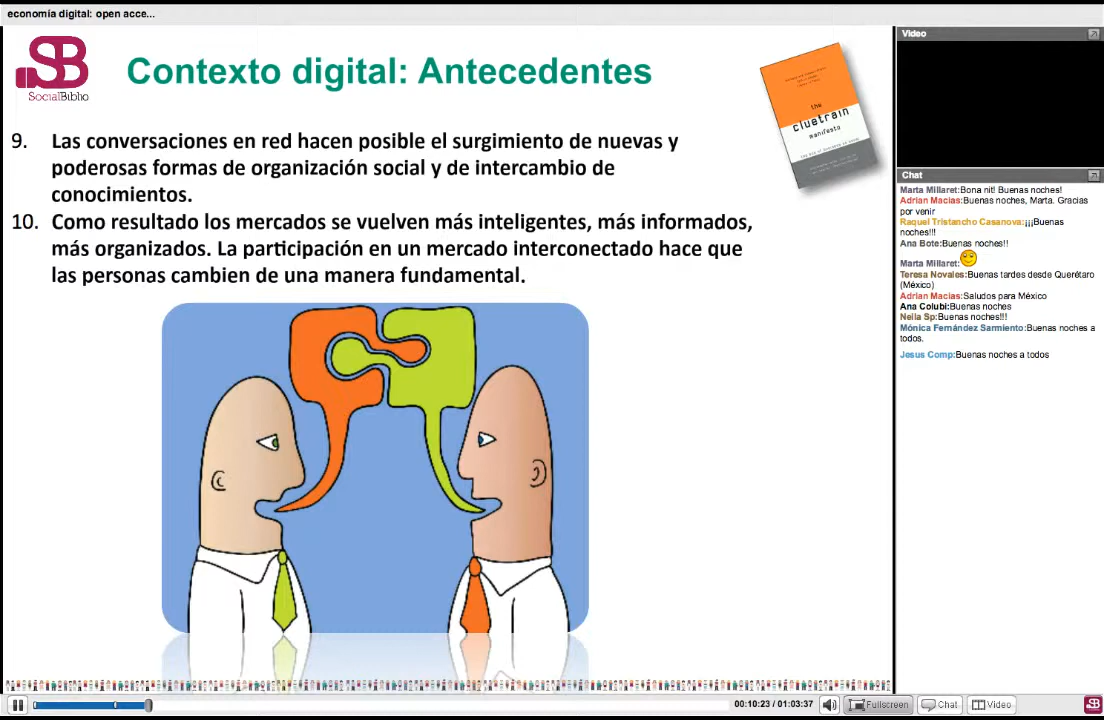 economía digital: open acce...
SB
SocialBiblio
Contexto digital: Antecedentes
the
cluetrain
manifesto
9. Las conversaciones en red hacen posible el surgimiento de nuevas y
poderosas formas de organización social y de intercambio de
conocimientos.
10. Como resultado los mercados se vuelven más inteligentes, más informados,
más organizados. La participación en un mercado interconectado hace que
las personas cambien de una manera fundamental.
Video
Chat
Marta Millaret:Bona nit! Buenas noches!
Adrian Macias:Buenas noches, Marta. Gracias
por venir
Raquel Tristancho Casanova:¡¡¡Buenas
noches!!!
Ana Bote:Buenas noches!!
Marta Millaret:
Teresa Novales:Buenas tardes desde Querétaro
(México)
Adrian Macias:Saludos para México
Ana Colubi:Buenas noches
Neila Sp:Buenas noches!!!
Mónica Fernández Sarmiento:Buenas noches a
todos.
Jesus Comp:Buenas noches a todos
00:10:23 / 01:03:37
Fullscreen
Chat
Video
SB